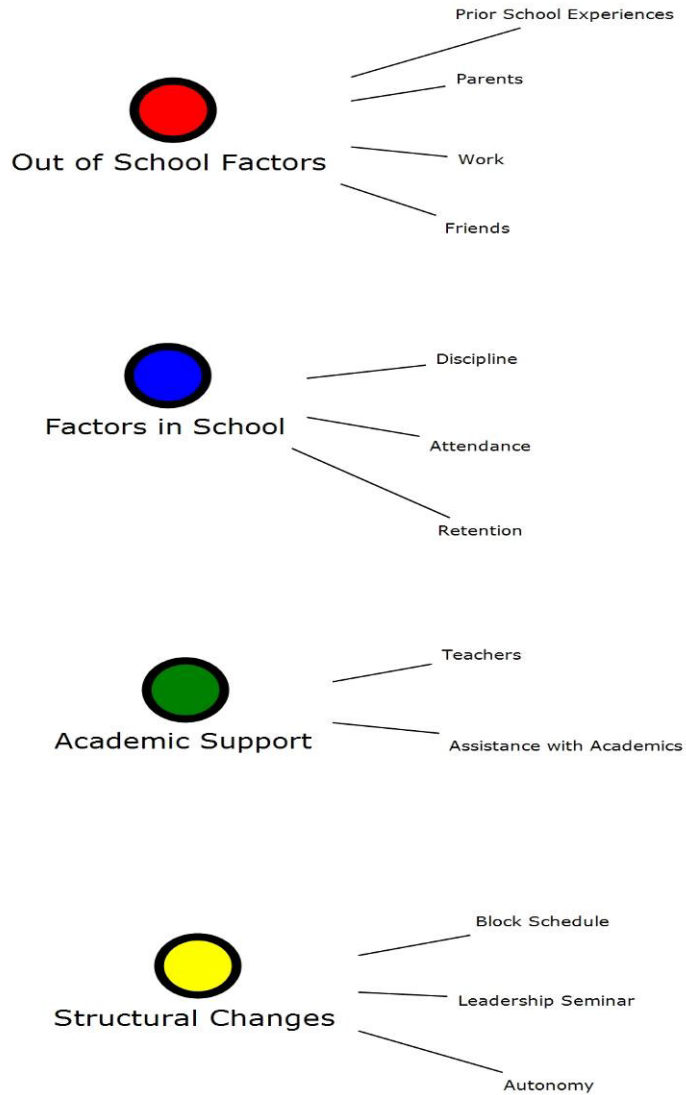 Prior School Experiences
Parents
Out of School Factors
Work
Friends
Discipline
Factors in School
Attendance
Retention
Teachers
Academic Support
Assistance with Academics
Block Schedule
Leadership Seminar
Structural Changes
Autonomy